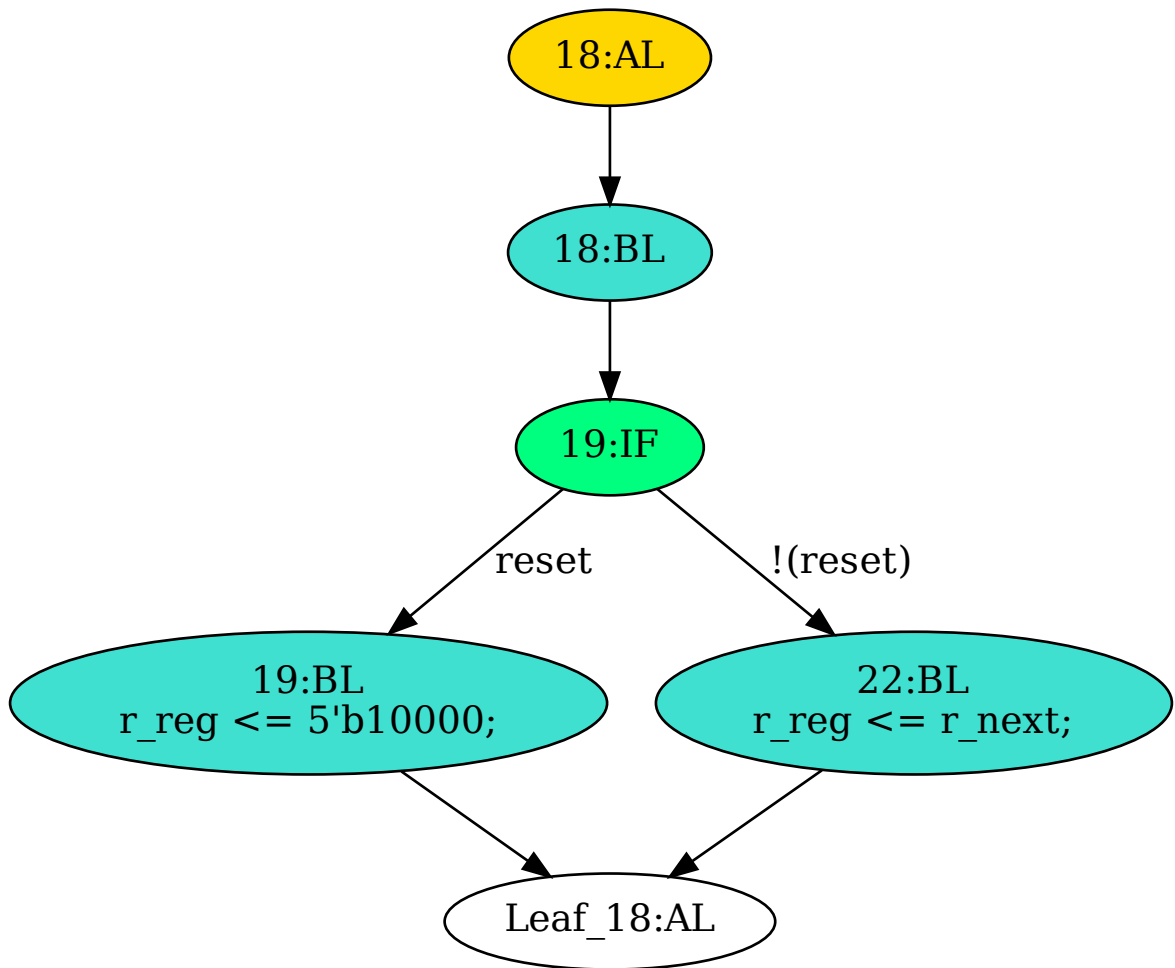 18:AL
18:BL
19:IF
reset
!(reset)
19:BL
r_reg <= 5'b10000;
22:BL
r_reg <= r_next;
Leaf_18:AL